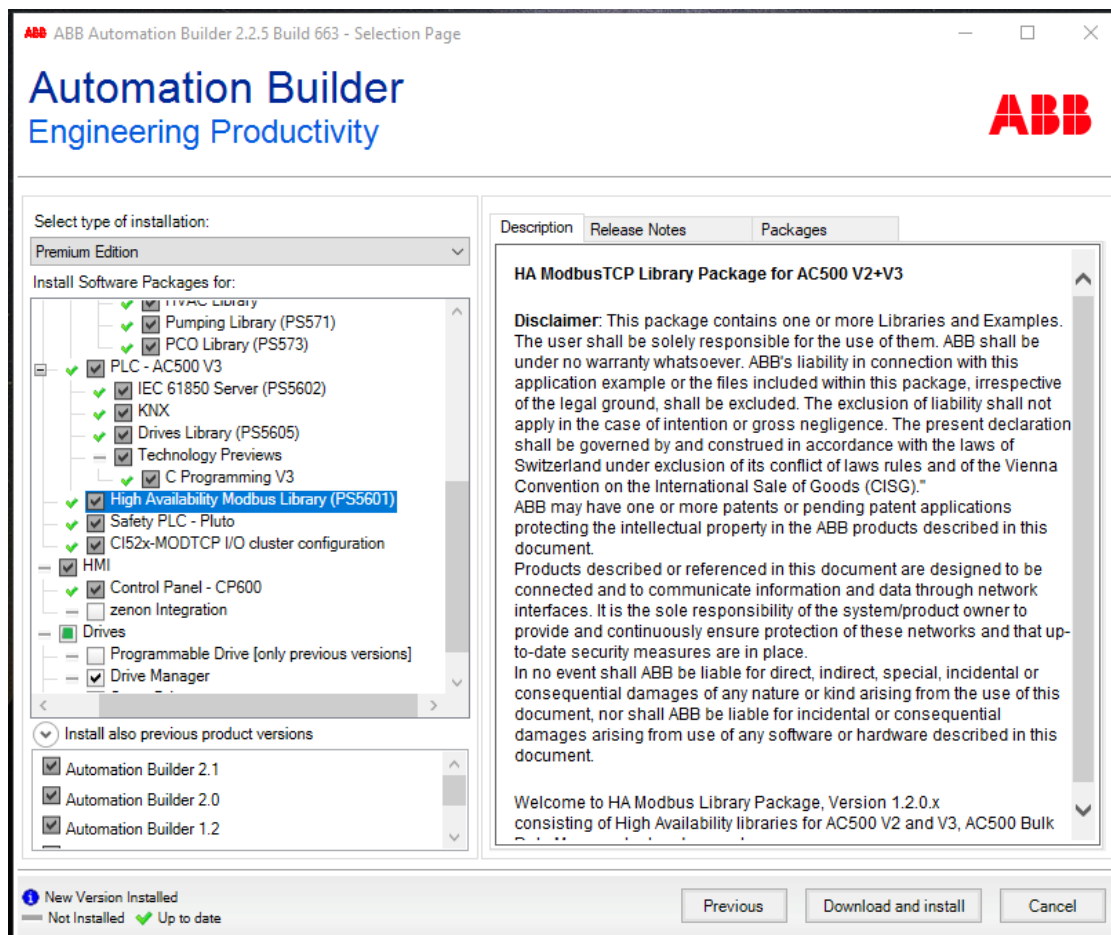 ABB ABB Automation Builder 2.2.5 Build 663 - Selection Page
Automation Builder
Engineering Productivity
ABB
Select type of installation:
Premium Edition
Install Software Packages for:
HVAC Library
Pumping Library (PS571)
PCO Library (PS573)
PLC - AC500 V3
IEC 61850 Server (PS5602)
KNX
Drives Library (PS5605)
Technology Previews
C Programming V3
High Availability Modbus Library (PS5601)
Safety PLC - Pluto
CI52x-MODTCP I/O cluster configuration
HMI
Control Panel - CP600
zenon Integration
Drives
Programmable Drive [only previous versions]
Drive Manager
Install also previous product versions
Automation Builder 2.1
Automation Builder 2.0
Automation Builder 1.2
Description Release Notes Packages
HA ModbusTCP Library Package for AC500 V2+V3
Disclaimer: This package contains one or more Libraries and Examples.
The user shall be solely responsible for the use of them. ABB shall be
under no warranty whatsoever. ABB's liability in connection with this
application example or the files included within this package, irrespective
of the legal ground, shall be excluded. The exclusion of liability shall not
apply in the case of intention or gross negligence. The present declaration
shall be governed by and construed in accordance with the laws of
Switzerland under exclusion of its conflict of laws rules and of the Vienna
Convention on the International Sale of Goods (CISG)."
ABB may have one or more patents or pending patent applications
protecting the intellectual property in the ABB products described in this
document.
Products described or referenced in this document are designed to be
connected and to communicate information and data through network
interfaces. It is the sole responsibility of the system/product owner to
provide and continuously ensure protection of these networks and that up-
to-date security measures are in place.
In no event shall ABB be liable for direct, indirect, special, incidental or
consequential damages of any nature or kind arising from the use of this
document, nor shall ABB be liable for incidental or consequential
damages arising from use of any software or hardware described in this
document.
Welcome to HA Modbus Library Package, Version 1.2.0.x
consisting of High Availability libraries for AC500 V2 and V3, AC500 Bulk
New Version Installed
Not Installed Up to date
Previous Download and install Cancel